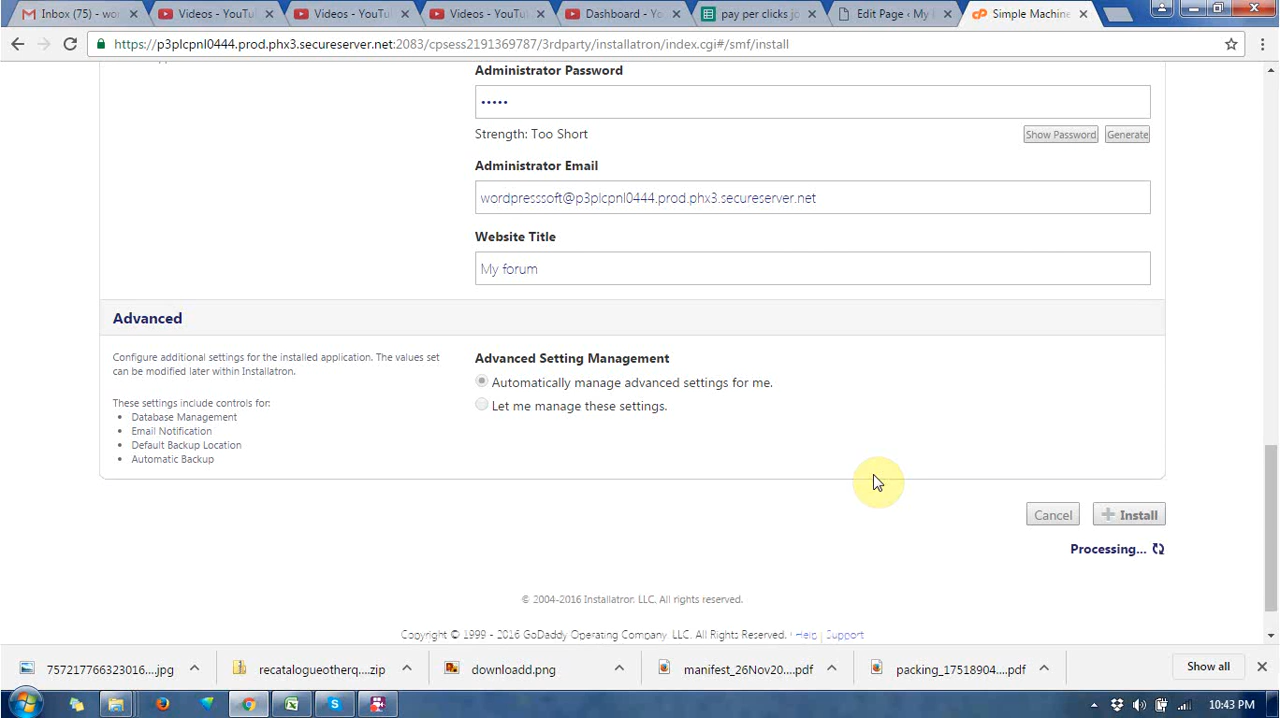 Inbox (75) - wo
Videos - YouTu
Videos - YouTu
Videos - YouTu
Dashboard - Yo
pay per clicks jo
Edit Page ‹ My
Simple Machine
https://p3plcpnl0444.prod.phx3.secureserver.net:2083/cpsess2191369787/3rdparty/installatron/index.cgi#/smf/install
Administrator Password
•••••
Strength: Too Short
Show Password
Generate
Administrator Email
wordpresssoft@p3plcpnl0444.prod.phx3.secureserver.net
Website Title
My forum
Advanced
Configure additional settings for the installed application. The values set
can be modified later within Installatron.
These settings include controls for:
• Database Management
• Email Notification
• Default Backup Location
• Automatic Backup
Advanced Setting Management
Automatically manage advanced settings for me.
Let me manage these settings.
Cancel
+ Install
Processing...
© 2004-2016 Installatron. LLC. All rights reserved.
Copyright © 1999 - 2016 GoDaddy Operating Company, LLC. All Rights Reserved. · Help | Support
757217766323016....jpg
recatalogueotherq....zip
downloadd.png
manifest_26Nov20....pdf
packing_17518904....pdf
Show all
10:43 PM